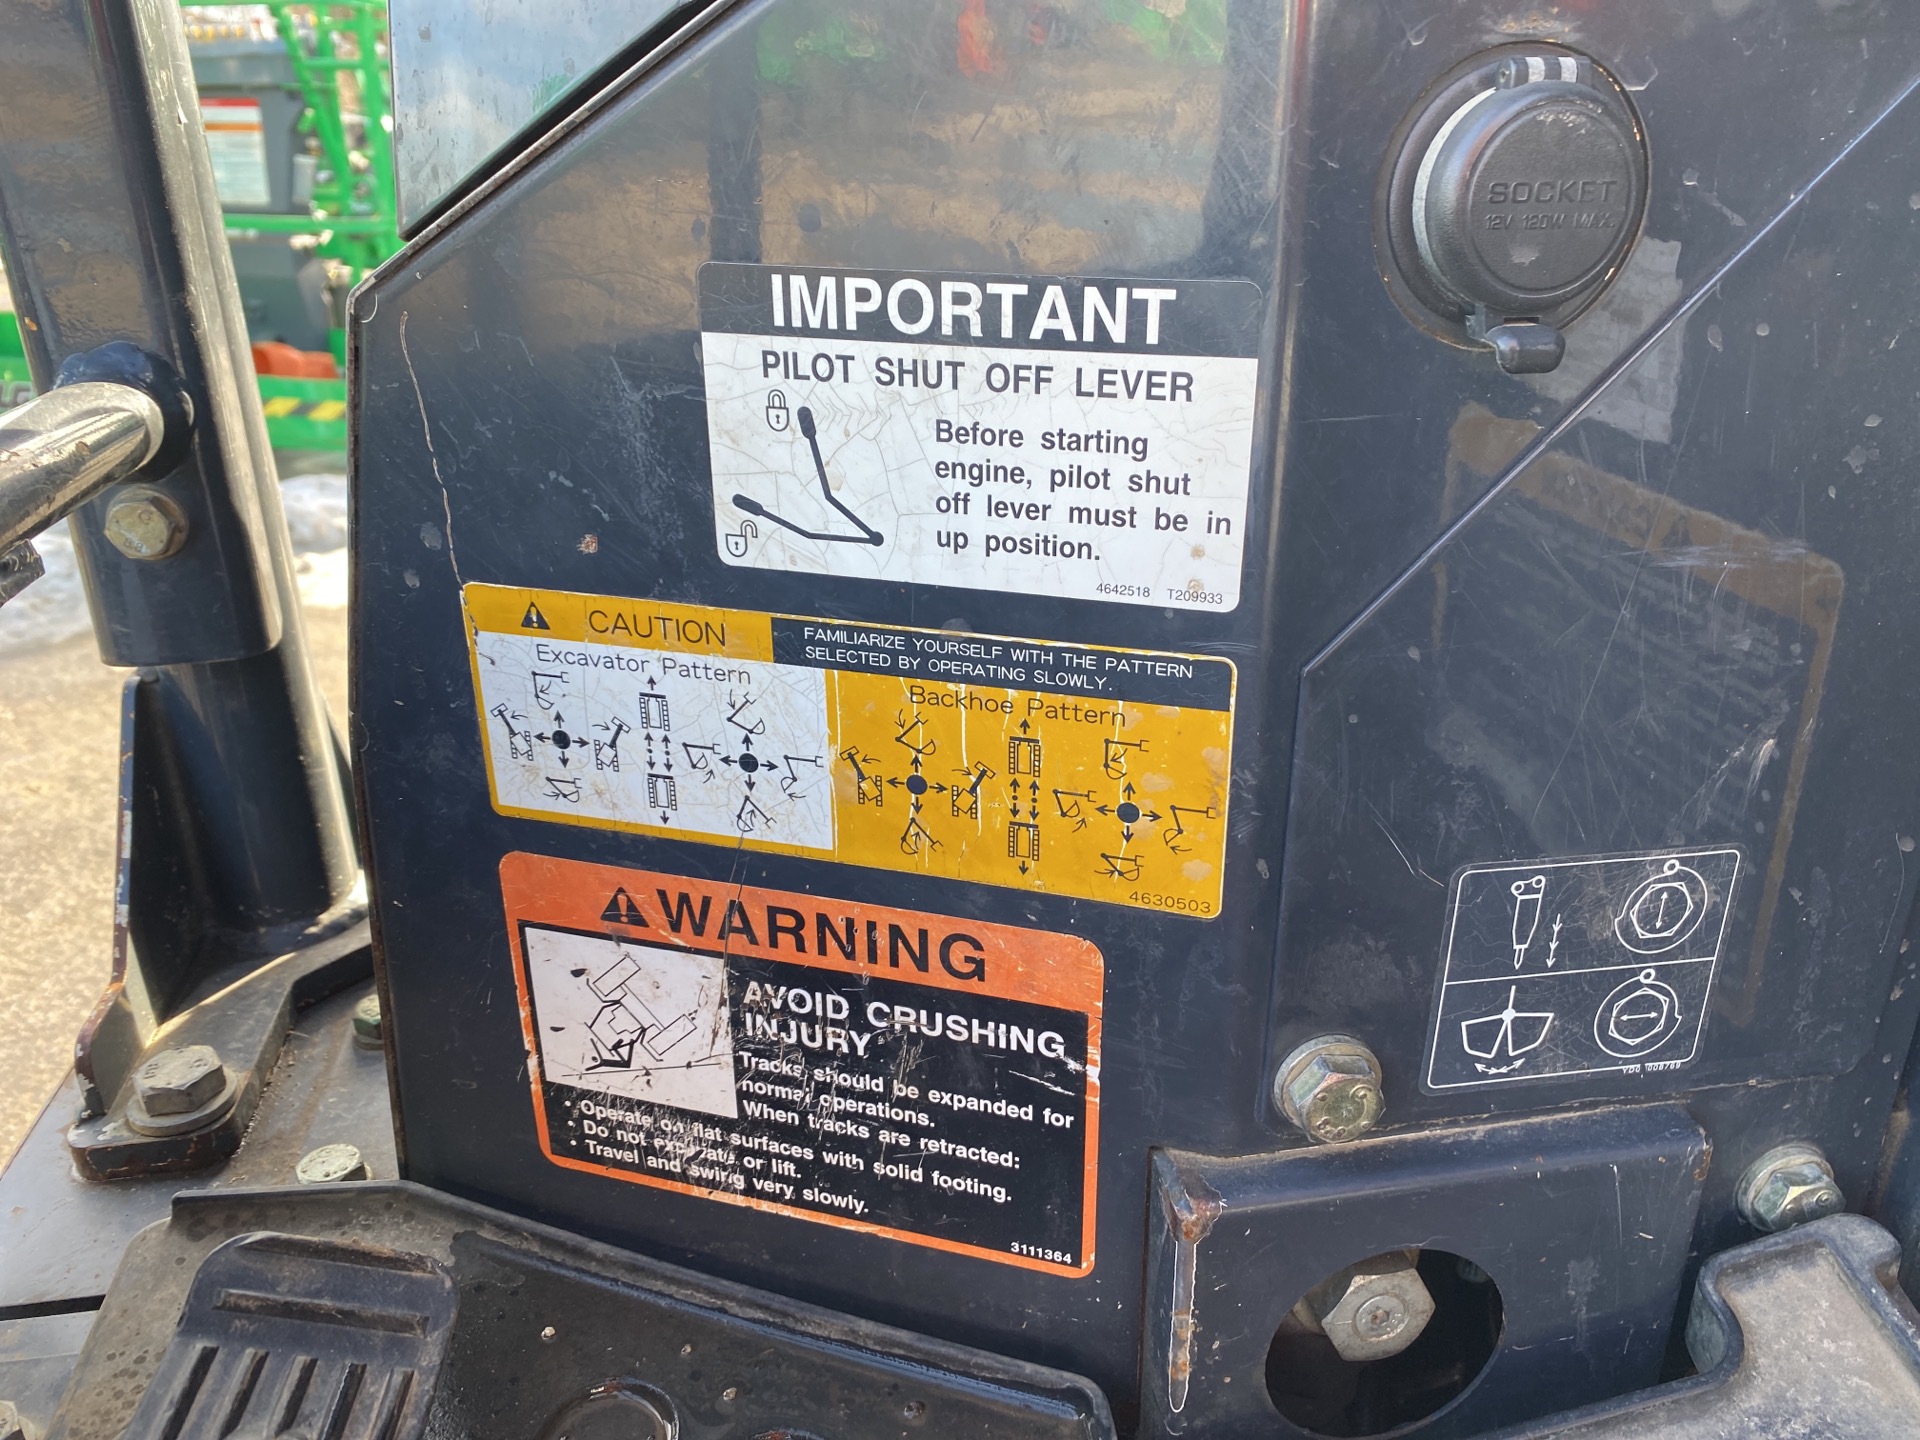 SOCKET
12V 120W MAX.
IMPORTANT
PILOT SHUT OFF LEVER
Before starting
engine, pilot shut
off lever must be in
up position.
4642518 T209933
CAUTION
FAMILIARIZE YOURSELF WITH THE PATTERN
SELECTED BY OPERATING SLOWLY.
Excavator Pattern
Backhoe Pattern
4630503
WARNING
AVOID CRUSHING
INJURY
Tracks should be expanded for
normal operations.
When tracks are retracted:
• Operate on flat surfaces with solid footing.
• Do not excavate or lift.
• Travel and swing very slowly.
3111364